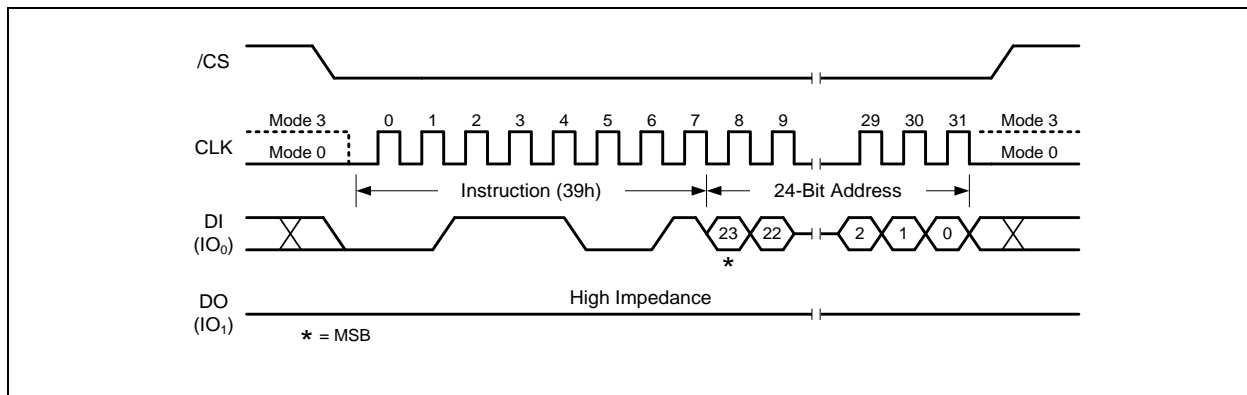 /CS
Mode 3 0 1 2 3 4 5 6 7 8 9 29 30 31 Mode 3
CLK Mode 0 Mode 0
Instruction (39h) 24-Bit Address
DI
(IO₀) 23 22 2 1 0
*
DO High Impedance
(IO₁)
* = MSB